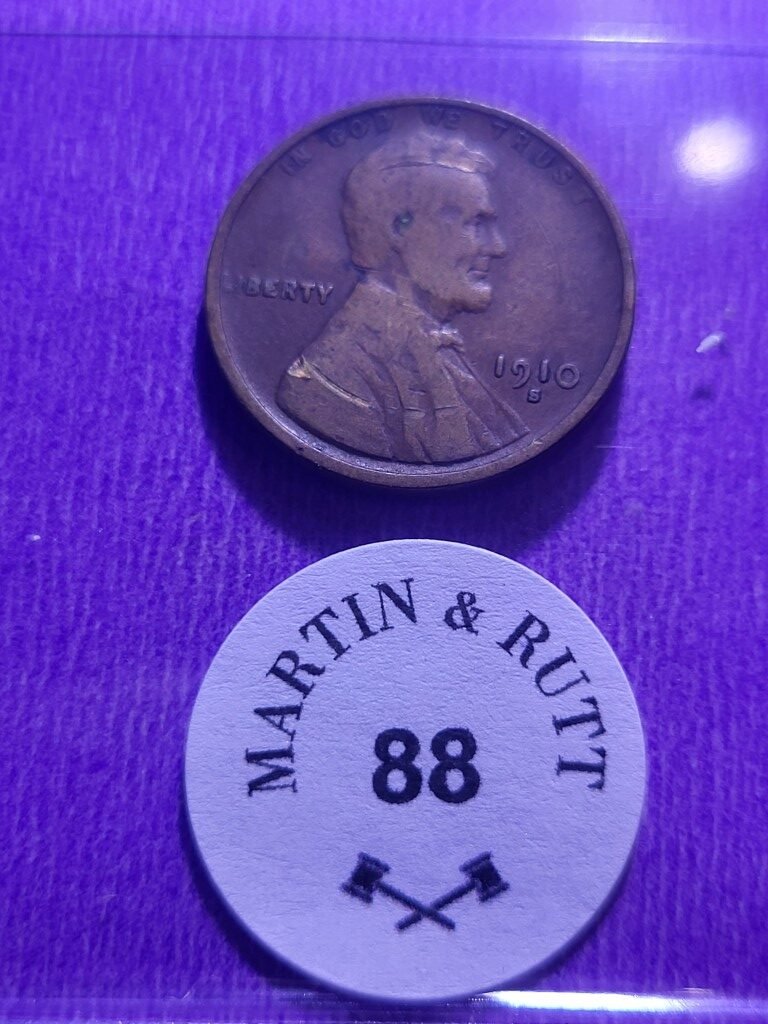 IN GOD WE TRUST
LIBERTY
1910
S
MARTIN & RUTT
88